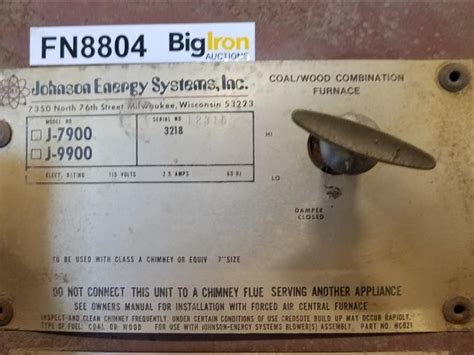 FN8804
BigIron
AUCTIONS
Johnson Energy Systems, Inc.
7350 North 76th Street Milwaukee, Wisconsin 53223
COAL/WOOD COMBINATION
FURNACE
MODEL NO
SERIAL NO
J-7900
3218
J-9900
ELECT. RATING 115 VOLTS 2.5 AMPS 60 HZ
HI
LO
DAMPER
CLOSED
TO BE USED WITH CLASS A CHIMNEY OR EQUIV 7" SIZE
DO NOT CONNECT THIS UNIT TO A CHIMNEY FLUE SERVING ANOTHER APPLIANCE
SEE OWNERS MANUAL FOR INSTALLATION WITH FORCED AIR CENTRAL FURNACE
INSPECT AND CLEAN CHIMNEY FREQUENTLY. UNDER CERTAIN CONDITIONS OF USE CREOSOTE BUILD UP MAY OCCUR RAPIDLY.
TYPE OF FUEL: COAL OR WOOD FOR USE WITH JOHNSON-ENERGY SYSTEMS BLOWER(S) ASSEMBLY, PART NO.